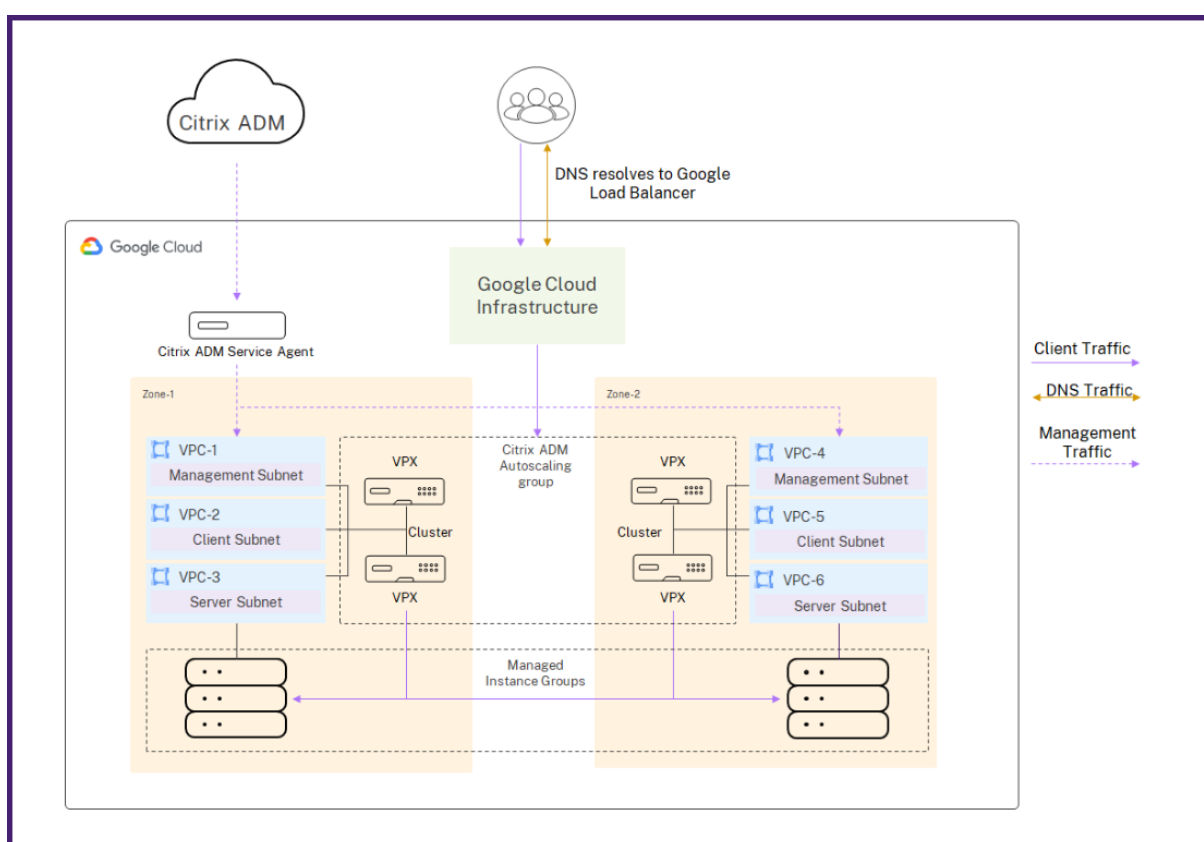 Citrix ADM
DNS resolves to Google
Load Balancer
Google Cloud
Google Cloud
Infrastructure
Citrix ADM Service Agent
Client Traffic
DNS Traffic
Management
Traffic
Zone-1
Zone-2
VPC-1
Management Subnet
VPC-2
Client Subnet
VPC-3
Server Subnet
VPX
Cluster
VPX
Citrix ADM
Autoscaling
group
VPX
Cluster
VPX
VPC-4
Management Subnet
VPC-5
Client Subnet
VPC-6
Server Subnet
Managed
Instance Groups